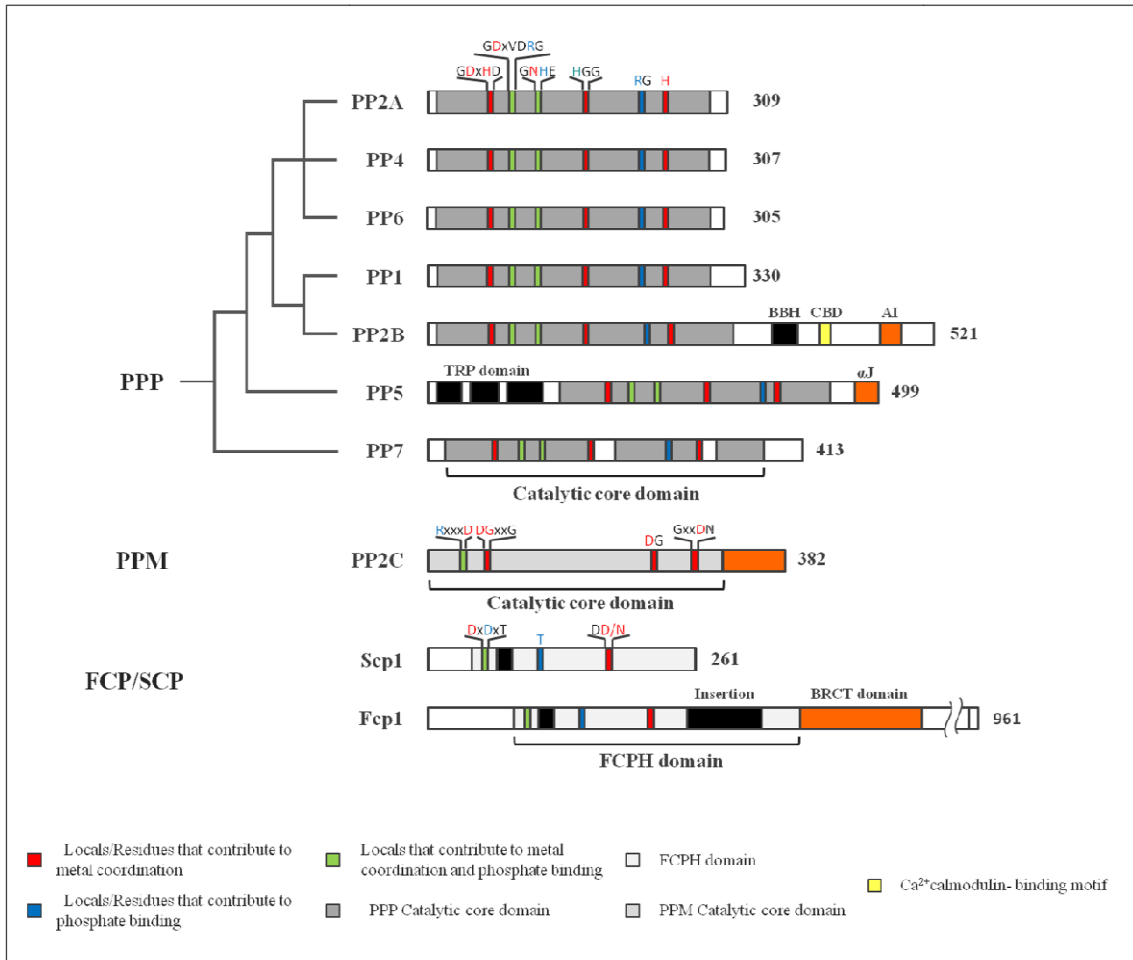 GDxVDRG
GDxHD GNHE HGG RG H
PP2A 309
PP4 307
PP6 305
PP1 330
BBH CBD AI
PP2B 521
PPP
TRP domain αJ
PP5 499
PP7 413
Catalytic core domain
RxxxD DGxxG DG GxxDN
PPM PP2C 382
Catalytic core domain
DxDxT T DD/N
Scp1 261
FCP/SCP
Insertion BRCT domain
Fcp1 961
FCPH domain
Locals/Residues that contribute to
metal coordination
Locals/Residues that contribute to
phosphate binding
Locals that contribute to metal
coordination and phosphate binding
PPP Catalytic core domain
FCPH domain
PPM Catalytic core domain
Ca²⁺calmodulin- binding motif